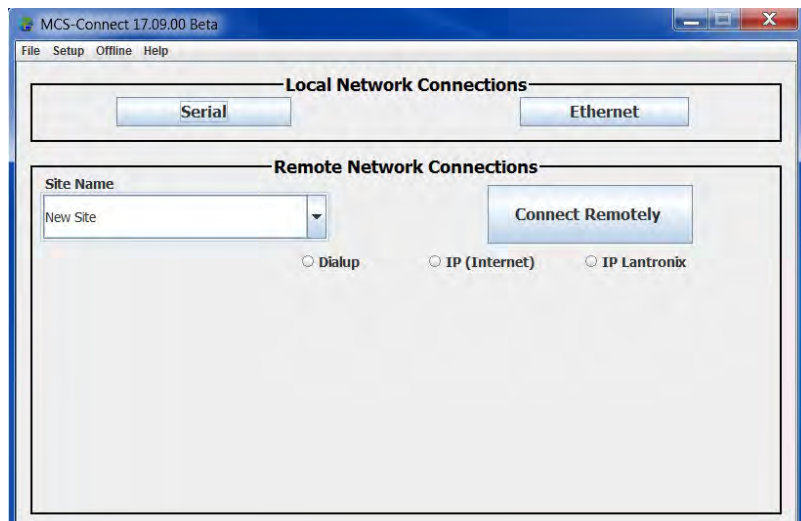 MCS-Connect 17.09.00 Beta
File Setup Offline Help
Local Network Connections
Serial Ethernet
Remote Network Connections
Site Name
New Site
Connect Remotely
Dialup IP (Internet) IP Lantronix